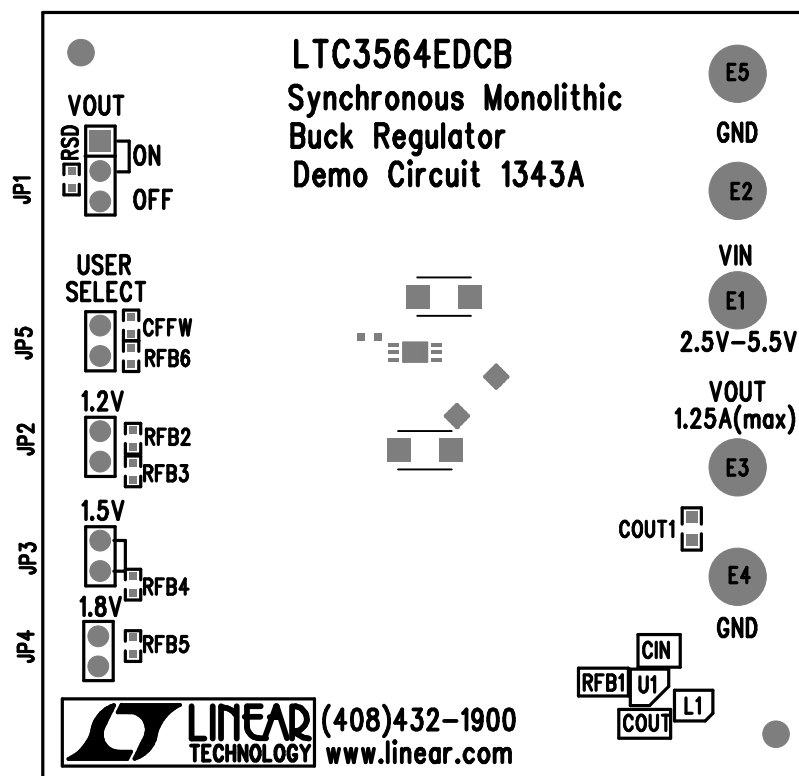 LTC3564EDCB
Synchronous Monolithic
Buck Regulator
Demo Circuit 1343A
VOUT
RSD
ON
OFF
JP1
USER
SELECT
CFFW
RFB6
JP5
1.2V
RFB2
RFB3
JP2
1.5V
RFB4
JP3
1.8V
RFB5
JP4
E5
GND
E2
VIN
E1
2.5V-5.5V
VOUT
1.25A(max)
E3
COUT1
E4
GND
CIN
RFB1 U1
L1
COUT
LINEAR
TECHNOLOGY
(408)432-1900
www.linear.com